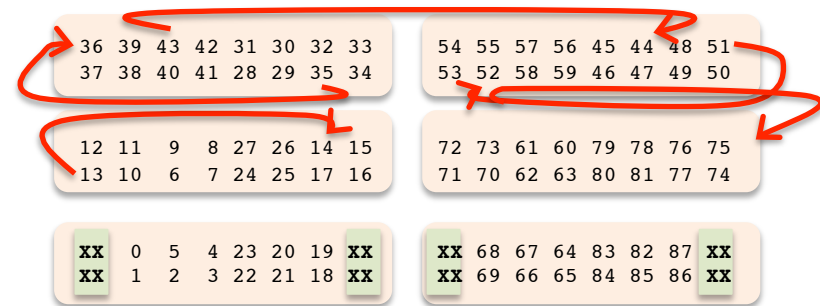 36 39 43 42 31 30 32 33
37 38 40 41 28 29 35 34
54 55 57 56 45 44 48 51
53 52 58 59 46 47 49 50
12 11 9 8 27 26 14 15
13 10 6 7 24 25 17 16
72 73 61 60 79 78 76 75
71 70 62 63 80 81 77 74
XX 0 5 4 23 20 19 XX
XX 1 2 3 22 21 18 XX
XX 68 67 64 83 82 87 XX
XX 69 66 65 84 85 86 XX